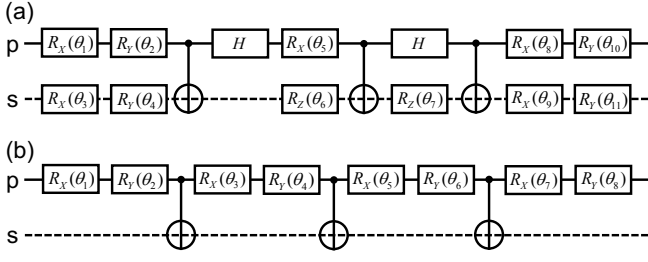 (a)
p R_X(θ_1) R_Y(θ_2) H R_X(θ_5) H R_X(θ_8) R_Y(θ_10)
s R_X(θ_3) R_Y(θ_4) R_Z(θ_6) R_Z(θ_7) R_X(θ_9) R_Y(θ_11)
(b)
p R_X(θ_1) R_Y(θ_2) R_X(θ_3) R_Y(θ_4) R_X(θ_5) R_Y(θ_6) R_X(θ_7) R_Y(θ_8)
s